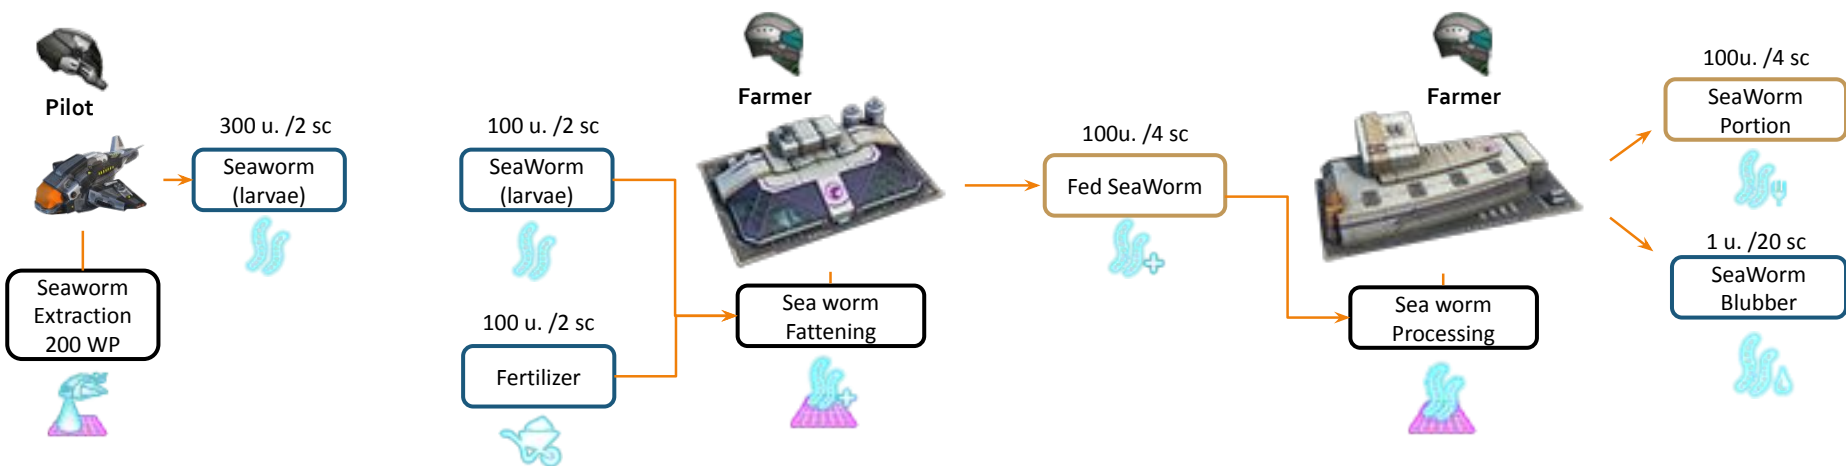 Pilot
300 u. /2 sc
Seaworm
(larvae)
Seaworm
Extraction
200 WP
100 u. /2 sc
SeaWorm
(larvae)
100 u. /2 sc
Fertilizer
Farmer
Sea worm
Fattening
100u. /4 sc
Fed SeaWorm
Farmer
Sea worm
Processing
100u. /4 sc
SeaWorm
Portion
1 u. /20 sc
SeaWorm
Blubber